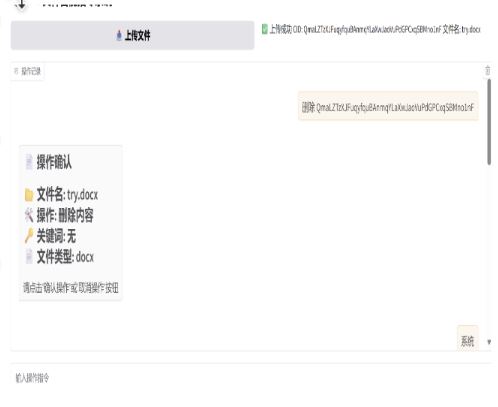 上传文件
上传成功 CID: 文件名:try.docx
操作记录
删除
操作确认
文件名: try.docx
操作: 删除内容
关键词: 无
文件类型: docx
请点击'确认操作'或'取消操作'按钮
系统
输入操作指令